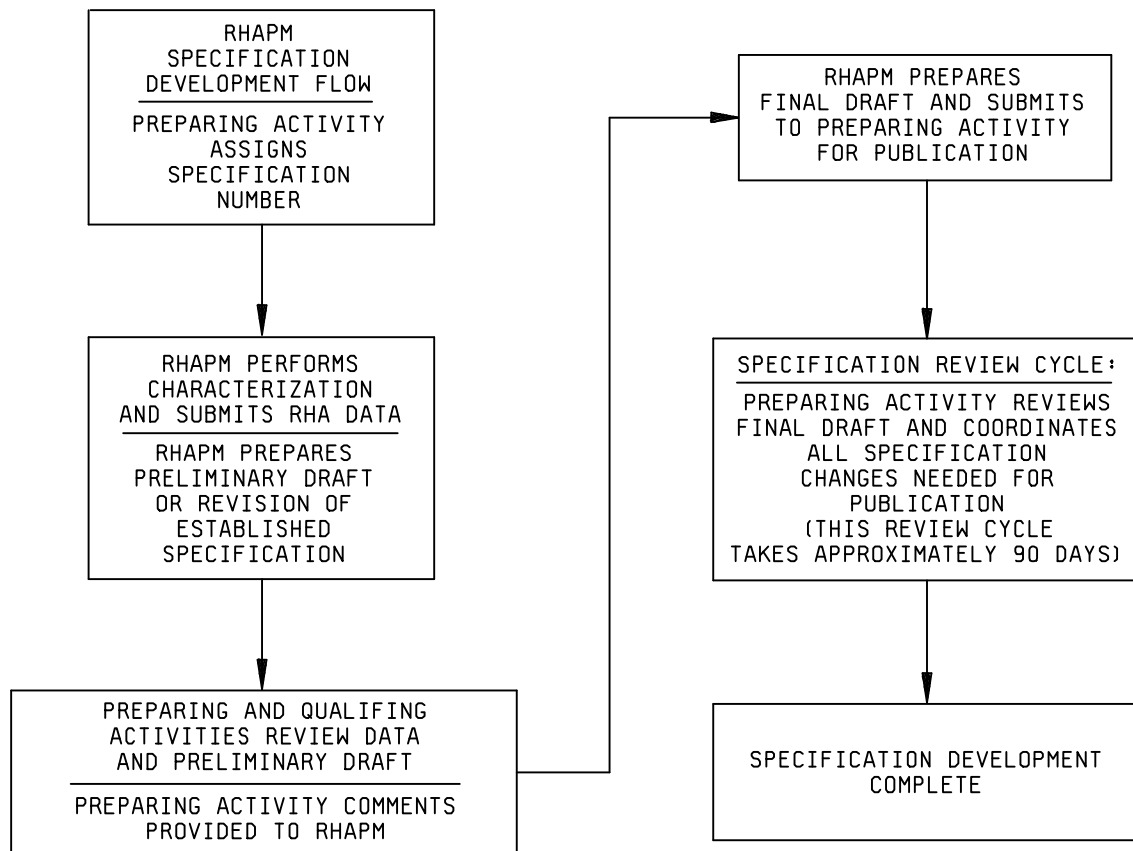 RHAPM
SPECIFICATION
DEVELOPMENT FLOW
PREPARING ACTIVITY
ASSIGNS
SPECIFICATION
NUMBER
RHAPM PERFORMS
CHARACTERIZATION
AND SUBMITS RHA DATA
RHAPM PREPARES
PRELIMINARY DRAFT
OR REVISION OF
ESTABLISHED
SPECIFICATION
PREPARING AND QUALIFING
ACTIVITIES REVIEW DATA
AND PRELIMINARY DRAFT
PREPARING ACTIVITY COMMENTS
PROVIDED TO RHAPM
RHAPM PREPARES
FINAL DRAFT AND SUBMITS
TO PREPARING ACTIVITY
FOR PUBLICATION
SPECIFICATION REVIEW CYCLE:
PREPARING ACTIVITY REVIEWS
FINAL DRAFT AND COORDINATES
ALL SPECIFICATION
CHANGES NEEDED FOR
PUBLICATION
(THIS REVIEW CYCLE
TAKES APPROXIMATELY 90 DAYS)
SPECIFICATION DEVELOPMENT
COMPLETE